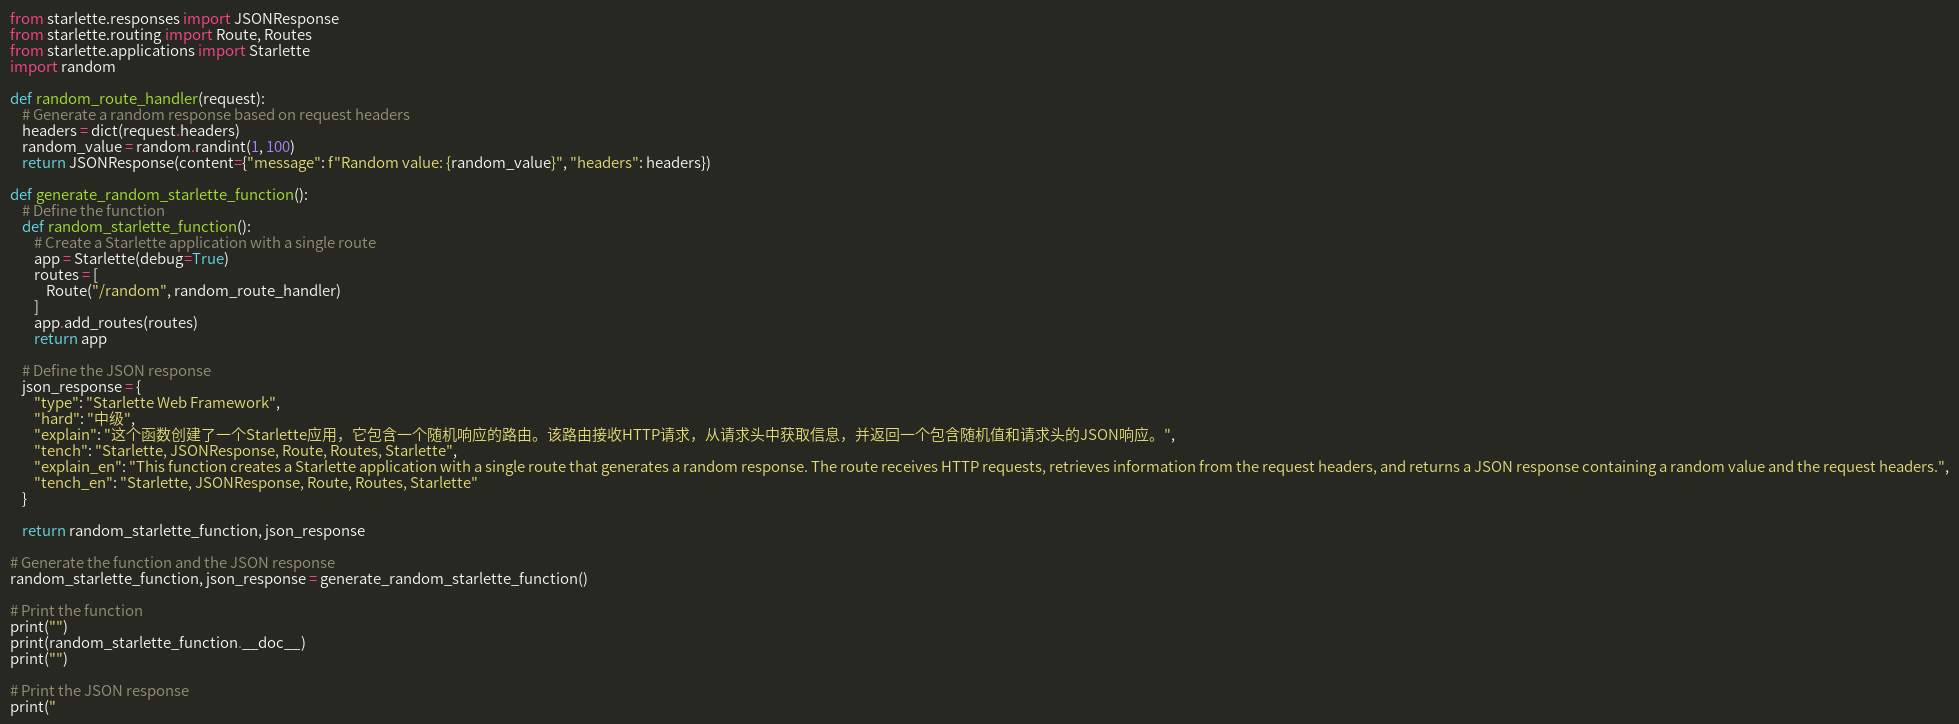 from starlette.responses import JSONResponse
from starlette.routing import Route, Routes
from starlette.applications import Starlette
import random

def random_route_handler(request):
    # Generate a random response based on request headers
    headers = dict(request.headers)
    random_value = random.randint(1, 100)
    return JSONResponse(content={"message": f"Random value: {random_value}", "headers": headers})

def generate_random_starlette_function():
    # Define the function
    def random_starlette_function():
        # Create a Starlette application with a single route
        app = Starlette(debug=True)
        routes = [
            Route("/random", random_route_handler)
        ]
        app.add_routes(routes)
        return app

    # Define the JSON response
    json_response = {
        "type": "Starlette Web Framework",
        "hard": "中级",
        "explain": "这个函数创建了一个Starlette应用，它包含一个随机响应的路由。该路由接收HTTP请求，从请求头中获取信息，并返回一个包含随机值和请求头的JSON响应。",
        "tench": "Starlette, JSONResponse, Route, Routes, Starlette",
        "explain_en": "This function creates a Starlette application with a single route that generates a random response. The route receives HTTP requests, retrieves information from the request headers, and returns a JSON response containing a random value and the request headers.",
        "tench_en": "Starlette, JSONResponse, Route, Routes, Starlette"
    }

    return random_starlette_function, json_response

# Generate the function and the JSON response
random_starlette_function, json_response = generate_random_starlette_function()

# Print the function
print("")
print(random_starlette_function.__doc__)
print("")

# Print the JSON response
print("